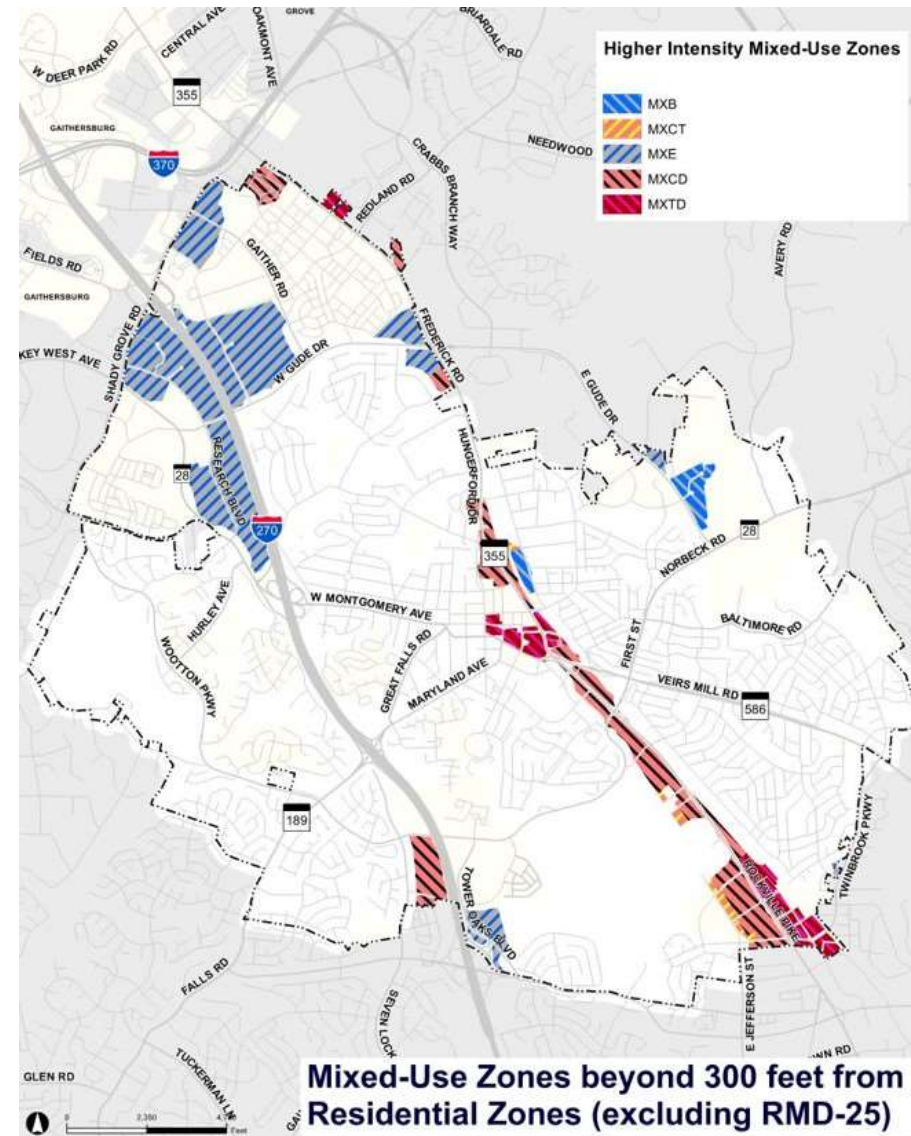 GROVE
BRIARDALE RD
CENTRAL AVE
OAKMONT AVE
W DEER PARK RD
355
GAITHERSBURG
370
Higher Intensity Mixed-Use Zones
MXB
MXCT
MXE
MXCD
MXTD
NEEDWOOD
CRABBS BRANCH WAY
REDLAND RD
AVERY RD
FIELDS RD
GAITHERSBURG
GAITHER RD
SHADY GROVE RD
KEY WEST AVE
W GUDE DR
FREDERICK RD
E GUDE DR
HUNGERFORD DR
RESEARCH BLVD
28
270
355
28
NORBECK RD
W MONTGOMERY AVE
HURLEY AVE
WOOTTON PKWY
GREAT FALLS RD
MARYLAND AVE
FIRST ST
BALTIMORE RD
VEIRS MILL RD
586
TWINBROOK PKWY
189
ROCKVILLE PIKE
TOWER OAKS BLVD
FALLS RD
SEVEN LOCK
E JEFFERSON ST
TUCKERMAN LN
GLEN RD
WN RD
Mixed-Use Zones beyond 300 feet from
Residential Zones (excluding RMD-25)
0
2,350
Feet